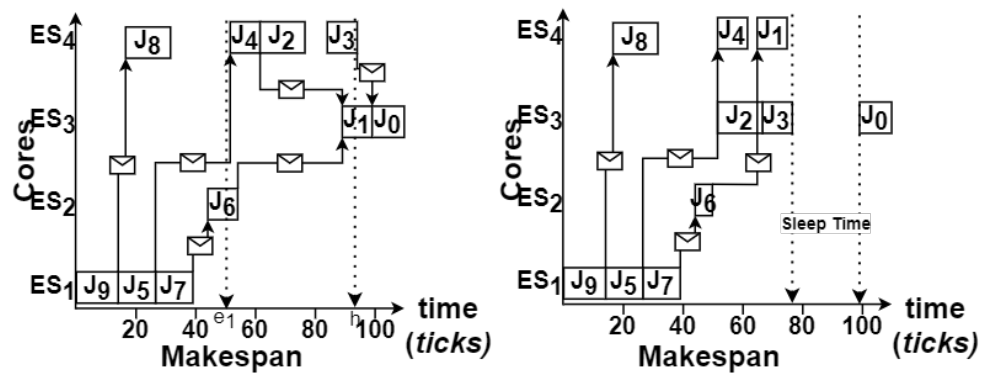 Cores
ES4
J8
J4 J2
J3
ES3
J1 J0
ES2
J6
ES1
J9 J5 J7
20 40 60 80 100
e1
h
time
(ticks)
Makespan
Cores
ES4
J8
J4
J1
ES3
J2 J3
J0
ES2
J6
Sleep Time
ES1
J9 J5 J7
20 40 60 80 100
time
(ticks)
Makespan